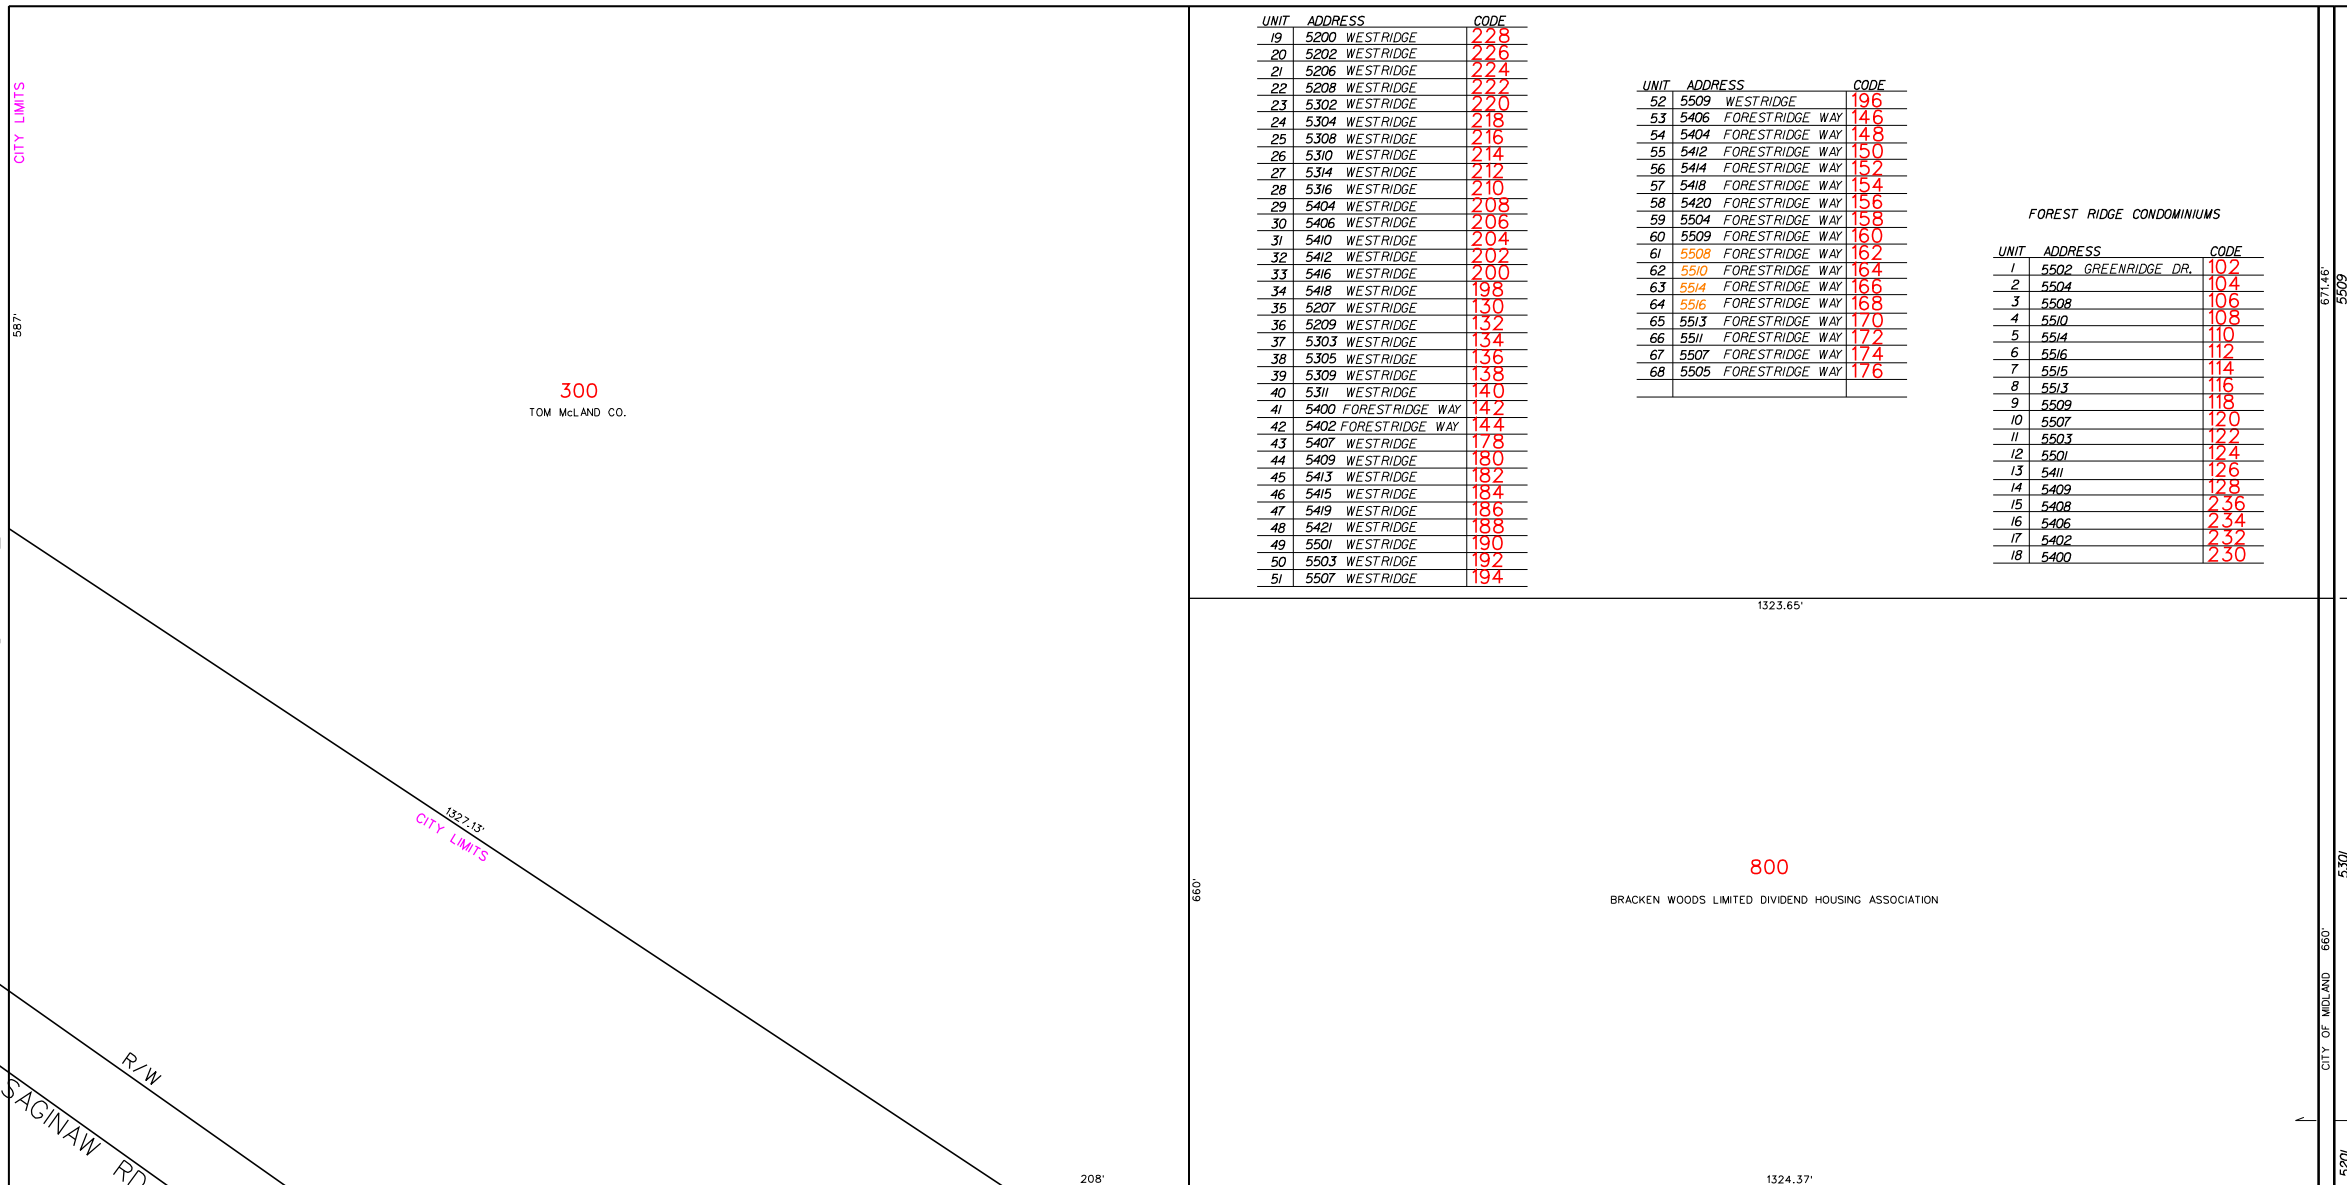 CITY LIMITS
587'
300
TOM McLAND CO.
1327.13'
CITY LIMITS
R/W
SAGINAW RD
208'
UNIT ADDRESS CODE
19 5200 WESTRIDGE 228
20 5202 WESTRIDGE 226
21 5206 WESTRIDGE 224
22 5208 WESTRIDGE 222
23 5302 WESTRIDGE 220
24 5304 WESTRIDGE 218
25 5308 WESTRIDGE 216
26 5310 WESTRIDGE 214
27 5314 WESTRIDGE 212
28 5316 WESTRIDGE 210
29 5404 WESTRIDGE 208
30 5406 WESTRIDGE 206
31 5410 WESTRIDGE 204
32 5412 WESTRIDGE 202
33 5416 WESTRIDGE 200
34 5418 WESTRIDGE 198
35 5207 WESTRIDGE 130
36 5209 WESTRIDGE 132
37 5303 WESTRIDGE 134
38 5305 WESTRIDGE 136
39 5309 WESTRIDGE 138
40 5311 WESTRIDGE 140
41 5400 FORESTRIDGE WAY 142
42 5402 FORESTRIDGE WAY 144
43 5407 WESTRIDGE 178
44 5409 WESTRIDGE 180
45 5413 WESTRIDGE 182
46 5415 WESTRIDGE 184
47 5419 WESTRIDGE 186
48 5421 WESTRIDGE 188
49 5501 WESTRIDGE 190
50 5503 WESTRIDGE 192
51 5507 WESTRIDGE 194
UNIT ADDRESS CODE
52 5509 WESTRIDGE 196
53 5406 FORESTRIDGE WAY 146
54 5404 FORESTRIDGE WAY 148
55 5412 FORESTRIDGE WAY 150
56 5414 FORESTRIDGE WAY 152
57 5418 FORESTRIDGE WAY 154
58 5420 FORESTRIDGE WAY 156
59 5504 FORESTRIDGE WAY 158
60 5509 FORESTRIDGE WAY 160
61 5508 FORESTRIDGE WAY 162
62 5510 FORESTRIDGE WAY 164
63 5514 FORESTRIDGE WAY 166
64 5516 FORESTRIDGE WAY 168
65 5513 FORESTRIDGE WAY 170
66 5511 FORESTRIDGE WAY 172
67 5507 FORESTRIDGE WAY 174
68 5505 FORESTRIDGE WAY 176
FOREST RIDGE CONDOMINIUMS
UNIT ADDRESS CODE
1 5502 GREENRIDGE DR. 102
2 5504 104
3 5508 106
4 5510 108
5 5514 110
6 5516 112
7 5515 114
8 5513 116
9 5509 118
10 5507 120
11 5503 122
12 5501 124
13 5411 126
14 5409 128
15 5408 236
16 5406 234
17 5402 232
18 5400 230
671.46'
5509
1323.65'
660'
800
BRACKEN WOODS LIMITED DIVIDEND HOUSING ASSOCIATION
5301
CITY OF MIDLAND 660'
5201
1324.37'